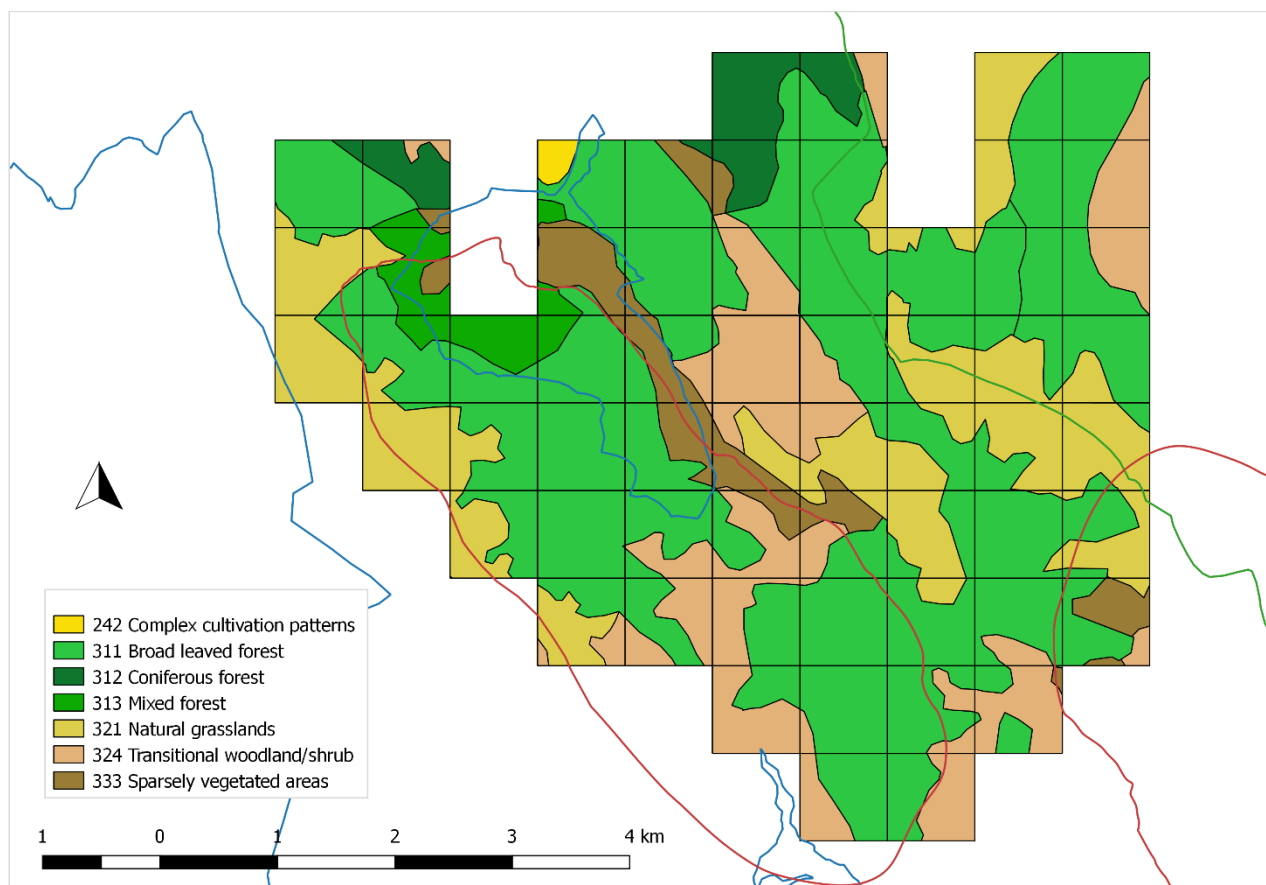 242 Complex cultivation patterns
311 Broad leaved forest
312 Coniferous forest
313 Mixed forest
321 Natural grasslands
324 Transitional woodland/shrub
333 Sparsely vegetated areas
1 0 1 2 3 4 km